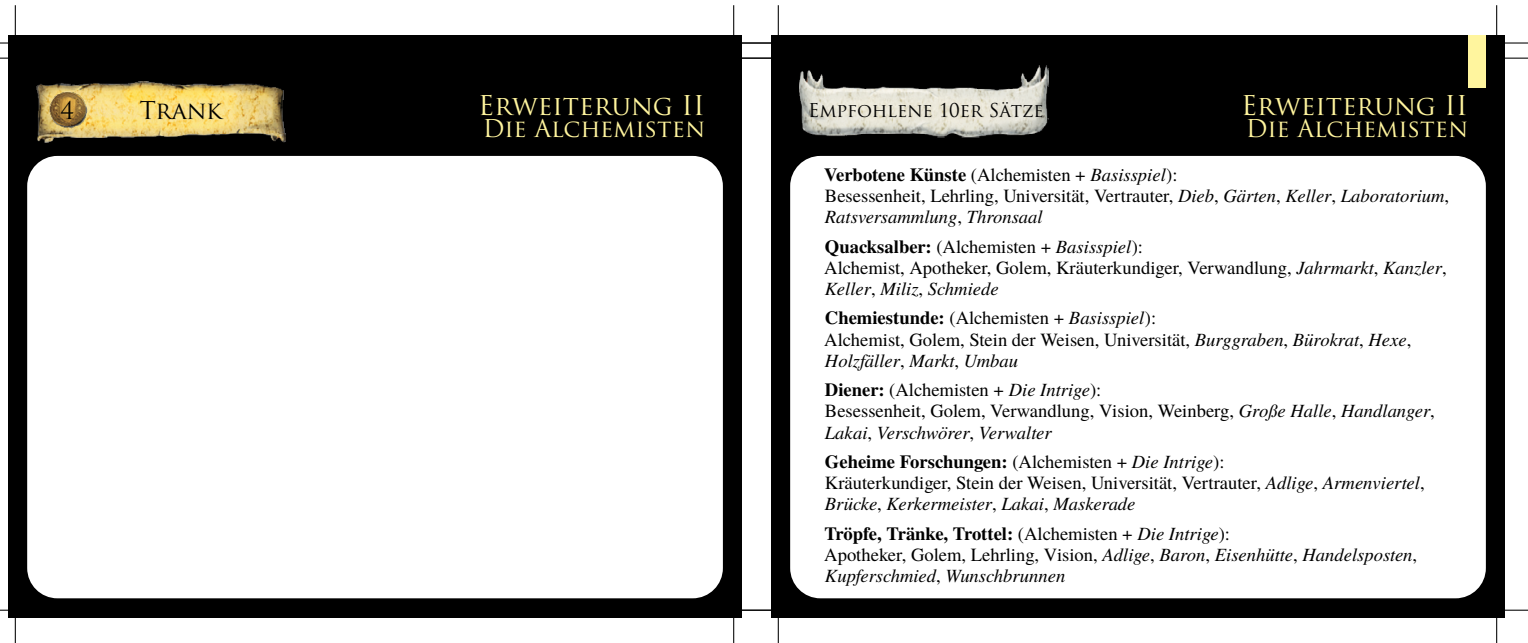 4
TRANK
ERWEITERUNG II
DIE ALCHEMISTEN
EMPFOHLENE 10ER SÄTZE
ERWEITERUNG II
DIE ALCHEMISTEN
Verbotene Künste (Alchemisten + Basisspiel):
Besessenheit, Lehrling, Universität, Vertrauter, Dieb, Gärten, Keller, Laboratorium,
Ratsversammlung, Thronsaal
Quacksalber: (Alchemisten + Basisspiel):
Alchemist, Apotheker, Golem, Kräuterkundiger, Verwandlung, Jahrmarkt, Kanzler,
Keller, Miliz, Schmiede
Chemiestunde: (Alchemisten + Basisspiel):
Alchemist, Golem, Stein der Weisen, Universität, Burggraben, Bürokrat, Hexe,
Holzfäller, Markt, Umbau
Diener: (Alchemisten + Die Intrige):
Besessenheit, Golem, Verwandlung, Vision, Weinberg, Große Halle, Handlanger,
Lakai, Verschwörer, Verwalter
Geheime Forschungen: (Alchemisten + Die Intrige):
Kräuterkundiger, Stein der Weisen, Universität, Vertrauter, Adlige, Armenviertel,
Brücke, Kerkermeister, Lakai, Maskerade
Tröpfe, Tränke, Trottel: (Alchemisten + Die Intrige):
Apotheker, Golem, Lehrling, Vision, Adlige, Baron, Eisenhütte, Handelsposten,
Kupferschmied, Wunschbrunnen